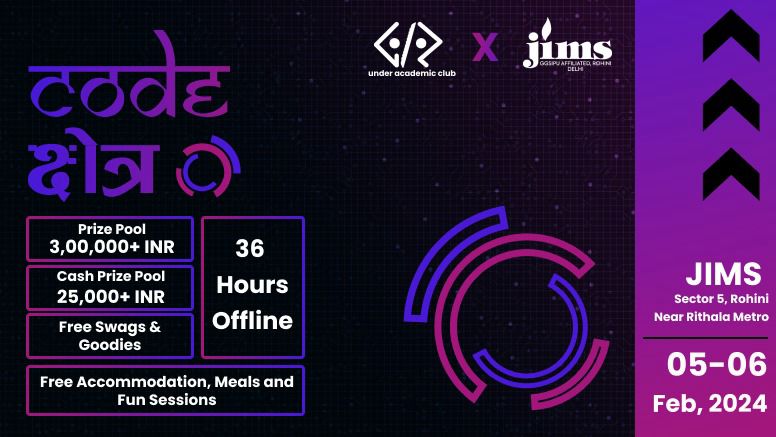 code
क्षेत्र
under academic club
X
jims
GGSIPU AFFILIATED, ROHINI
DELHI
Prize Pool
3,00,000+ INR
Cash Prize Pool
25,000+ INR
Free Swags &
Goodies
36
Hours
Offline
Free Accommodation, Meals and
Fun Sessions
JIMS
Sector 5, Rohini
Near Rithala Metro
05-06
Feb, 2024